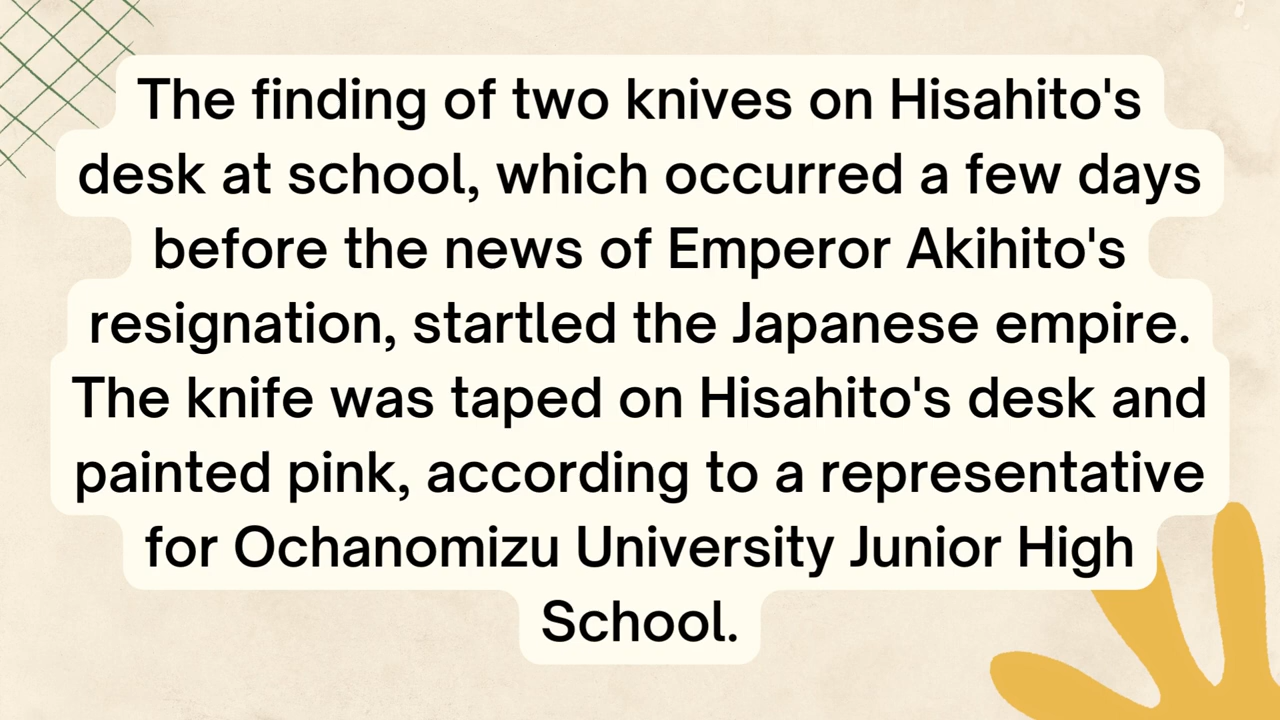 The finding of two knives on Hisahito's
desk at school, which occurred a few days
before the news of Emperor Akihito's
resignation, startled the Japanese empire.
The knife was taped on Hisahito's desk and
painted pink, according to a representative
for Ochanomizu University Junior High
School.